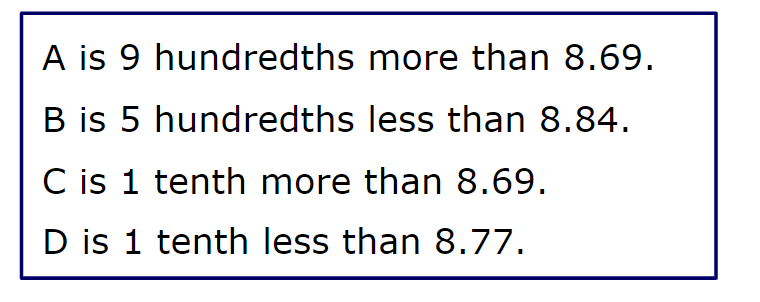 A is 9 hundredths more than 8.69.
B is 5 hundredths less than 8.84.
C is 1 tenth more than 8.69.
D is 1 tenth less than 8.77.